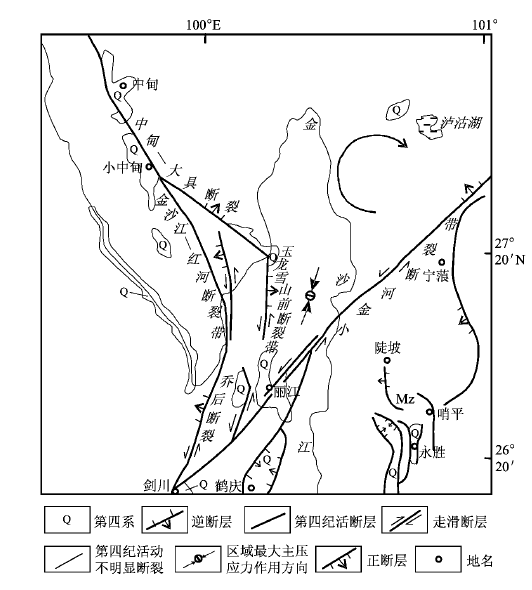 100°E
101°
中甸
Q
Q
泸沽湖
中甸—大具断裂
小中甸
金
Q
金沙江—红河断裂带
27°
20′N
Q
Q
玉龙雪山前断裂带
沙
小金河断裂带
宁蒗
陡坡
Q
乔后断裂
Q
丽江
Mz
哨平
Q
永胜
江
26°
20′
剑川
Q
鹤庆
Q
Q
Q 第四系
逆断层
第四纪活断层
走滑断层
第四纪活动
不明显断裂
区域最大主压
应力作用方向
正断层
地名